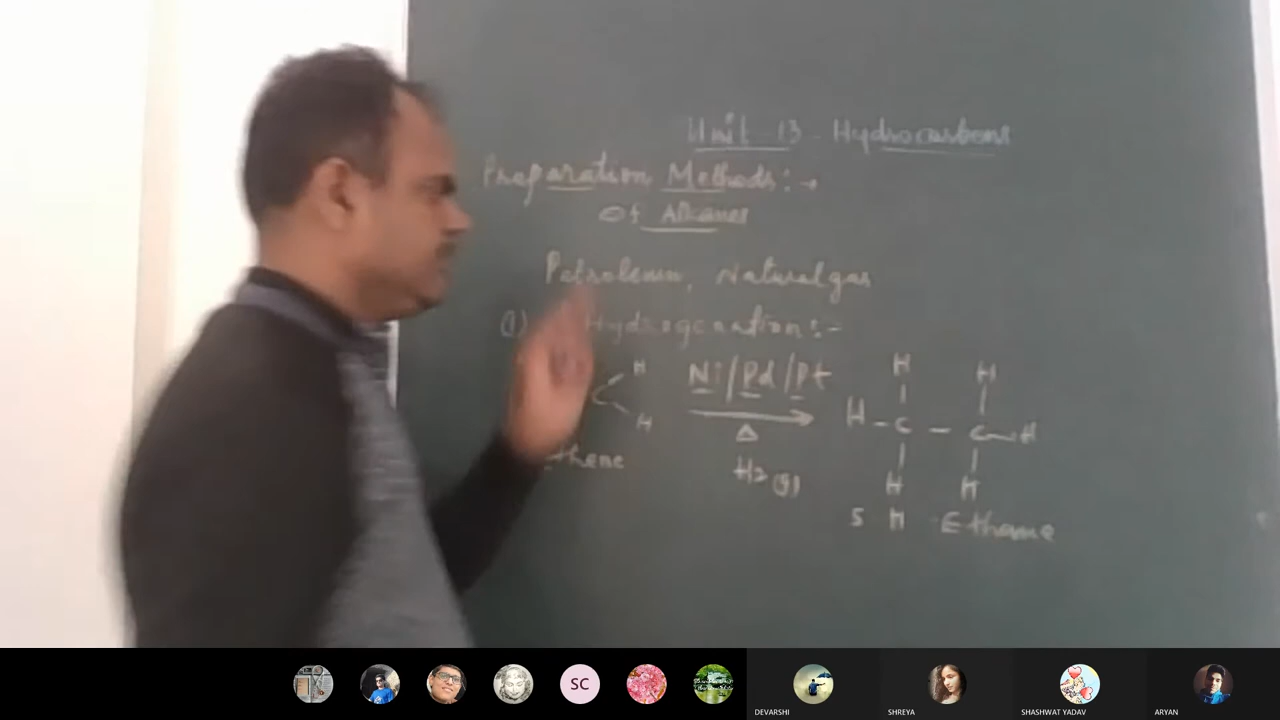 Unit-13-Hydrocarbons
Preparation Methods:→
Of Alkanes
Petroleum, Natural gas
(1) Hydrogenation:-
H H H
C Ni/Pd/Pt H-C-C-H
H △ H H
thene H2(g)
S H Ethane
SC
DEVARSHI SHREYA SHASHWAT YADAV ARYAN